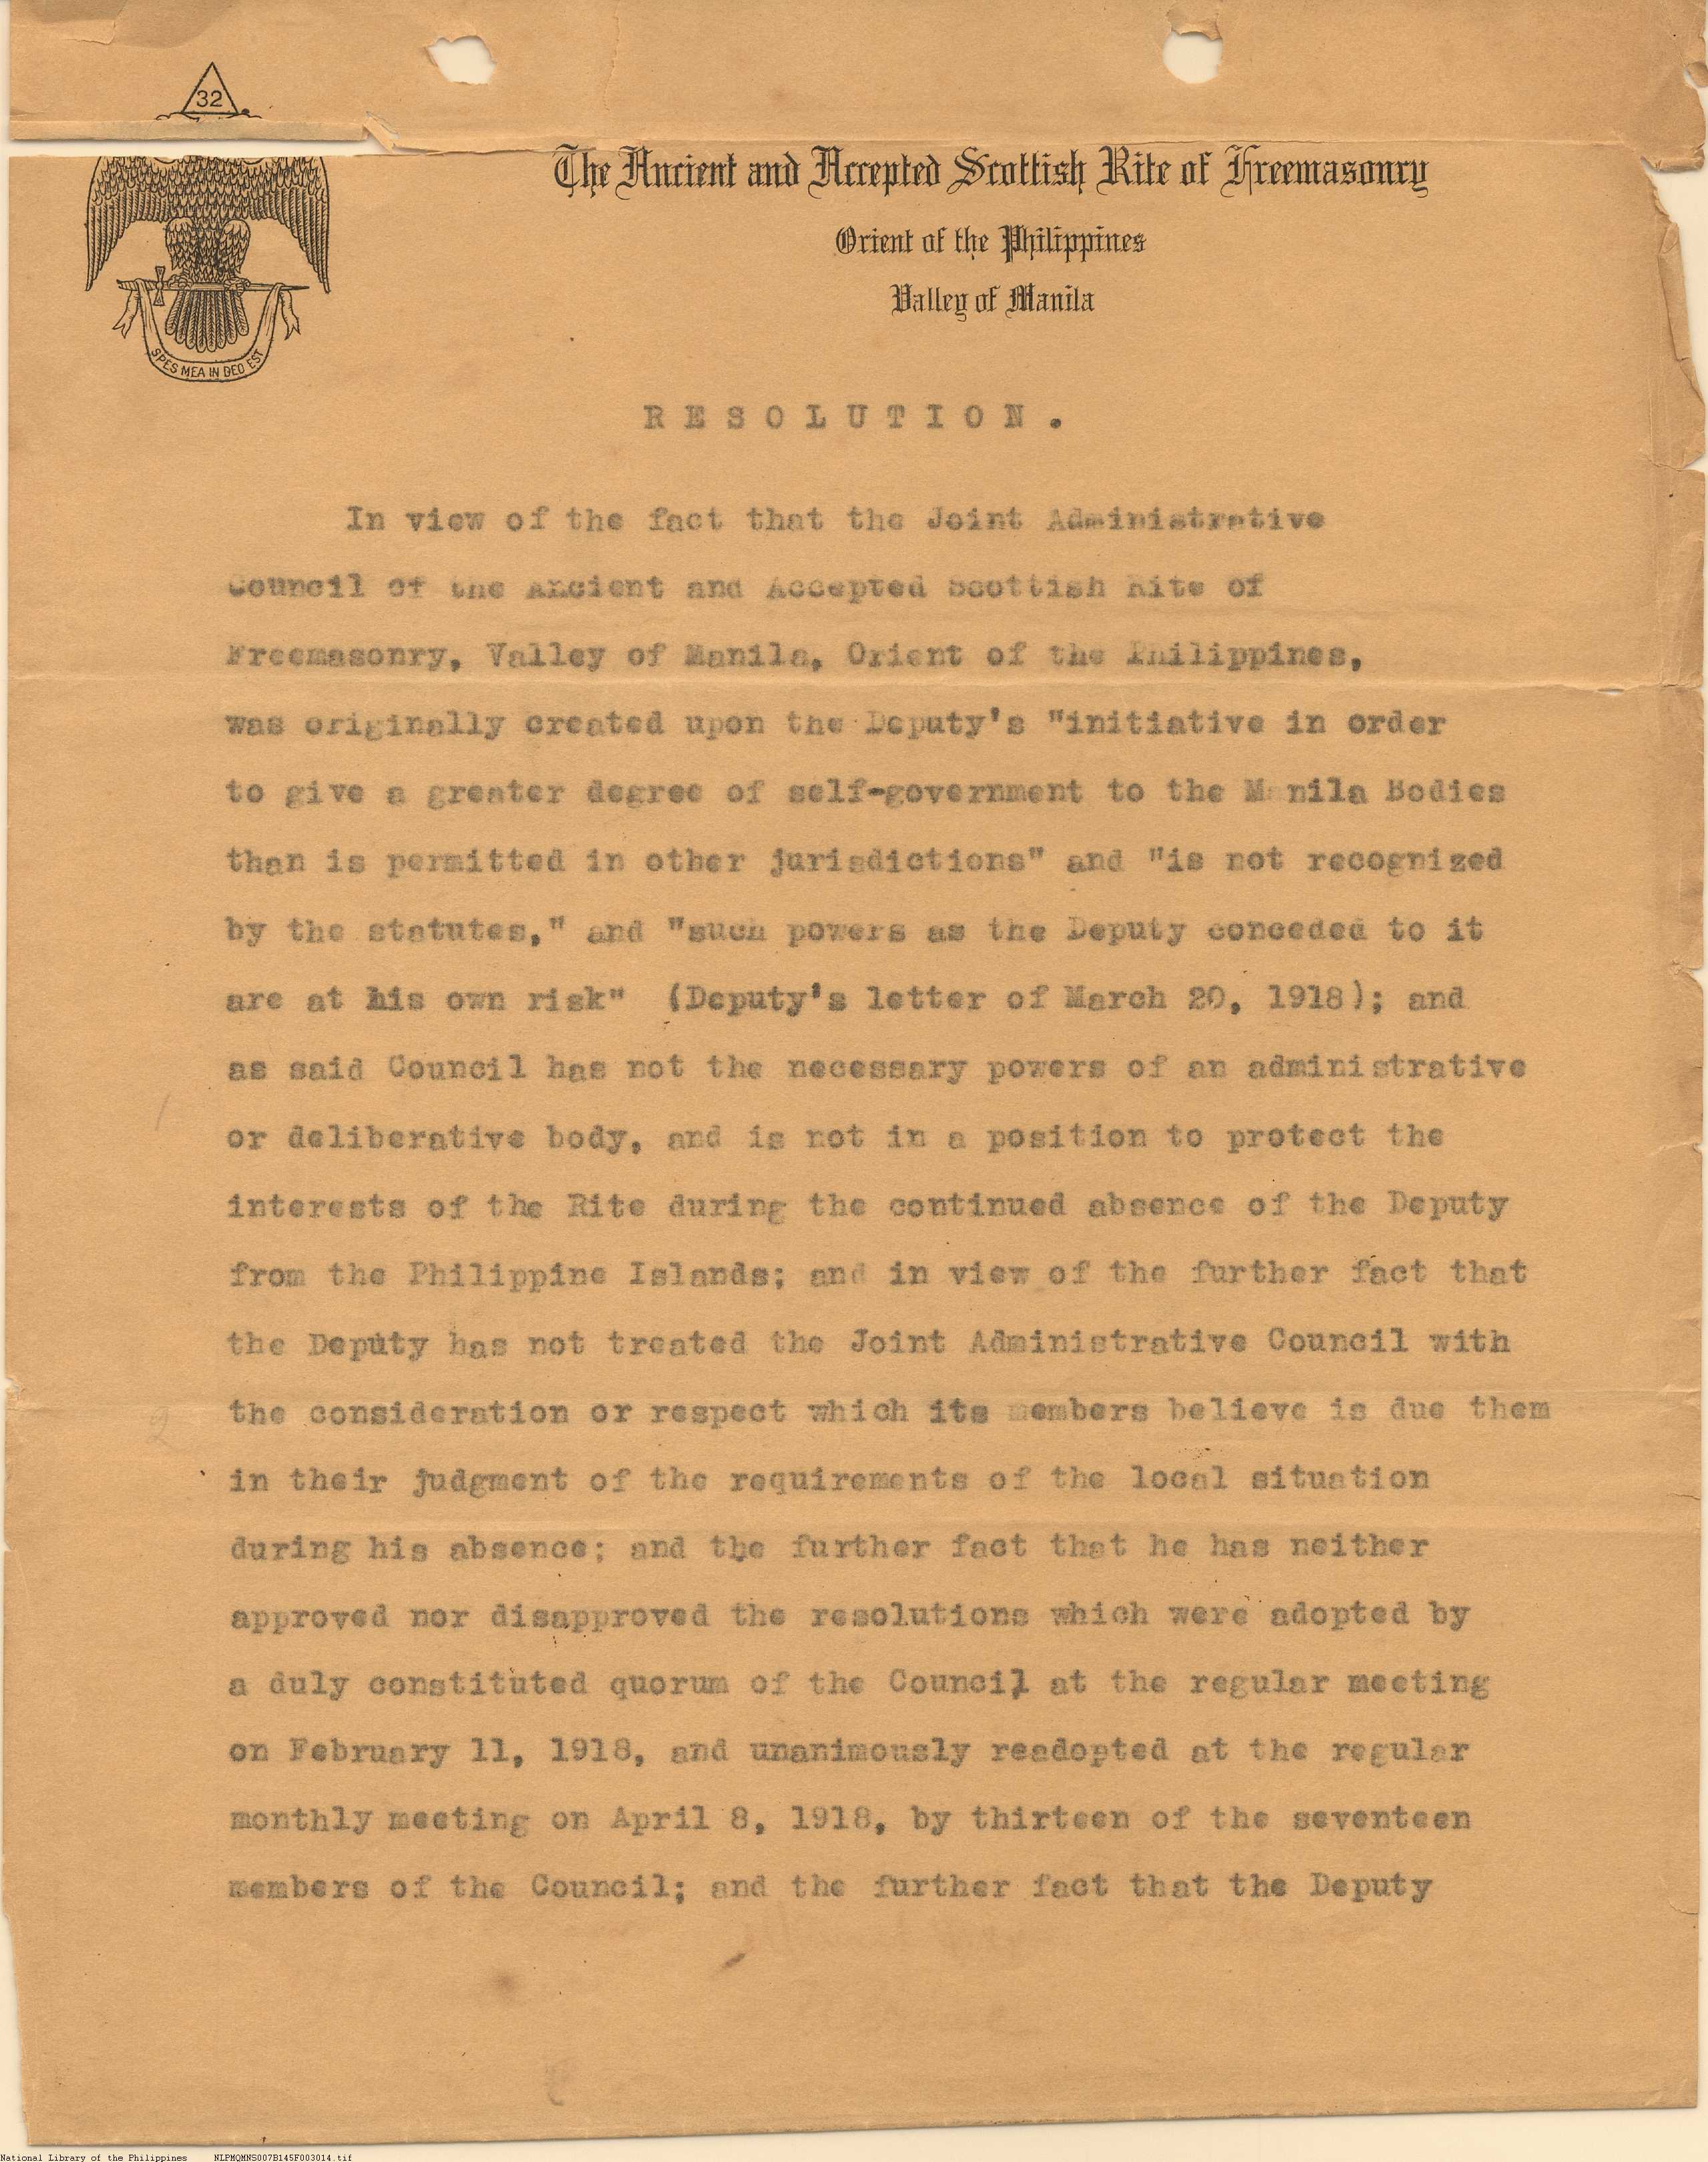 32
The Ancient and Accepted Scottish Rite of Freemasonry
Orient of the Philippines
Valley of Manila
SPES MEA IN DEO EST
RESOLUTION.
In view of the fact that the Joint Administrative
Council of the Ancient and Accepted Scottish Rite of
Freemasonry, Valley of Manila, Orient of the Philippines,
was originally created upon the Deputy's "initiative in order
to give a greater degree of self-government to the Manila Bodies
than is permitted in other jurisdictions" and "is not recognized
by the statutes," and "such powers as the Deputy conceded to it
are at his own risk" (Deputy's letter of March 20, 1918); and
as said Council has not the necessary powers of an administrative
or deliberative body, and is not in a position to protect the
interests of the Rite during the continued absence of the Deputy
from the Philippine Islands; and in view of the further fact that
the Deputy has not treated the Joint Administrative Council with
the consideration or respect which its members believe is due them
in their judgment of the requirements of the local situation
during his absence; and the further fact that he has neither
approved nor disapproved the resolutions which were adopted by
a duly constituted quorum of the Council at the regular meeting
on February 11, 1918, and unanimously readopted at the regular
monthly meeting on April 8, 1918, by thirteen of the seventeen
members of the Council; and the further fact that the Deputy
National Library of the Philippines NLPMQMNS007B145F003014.tif